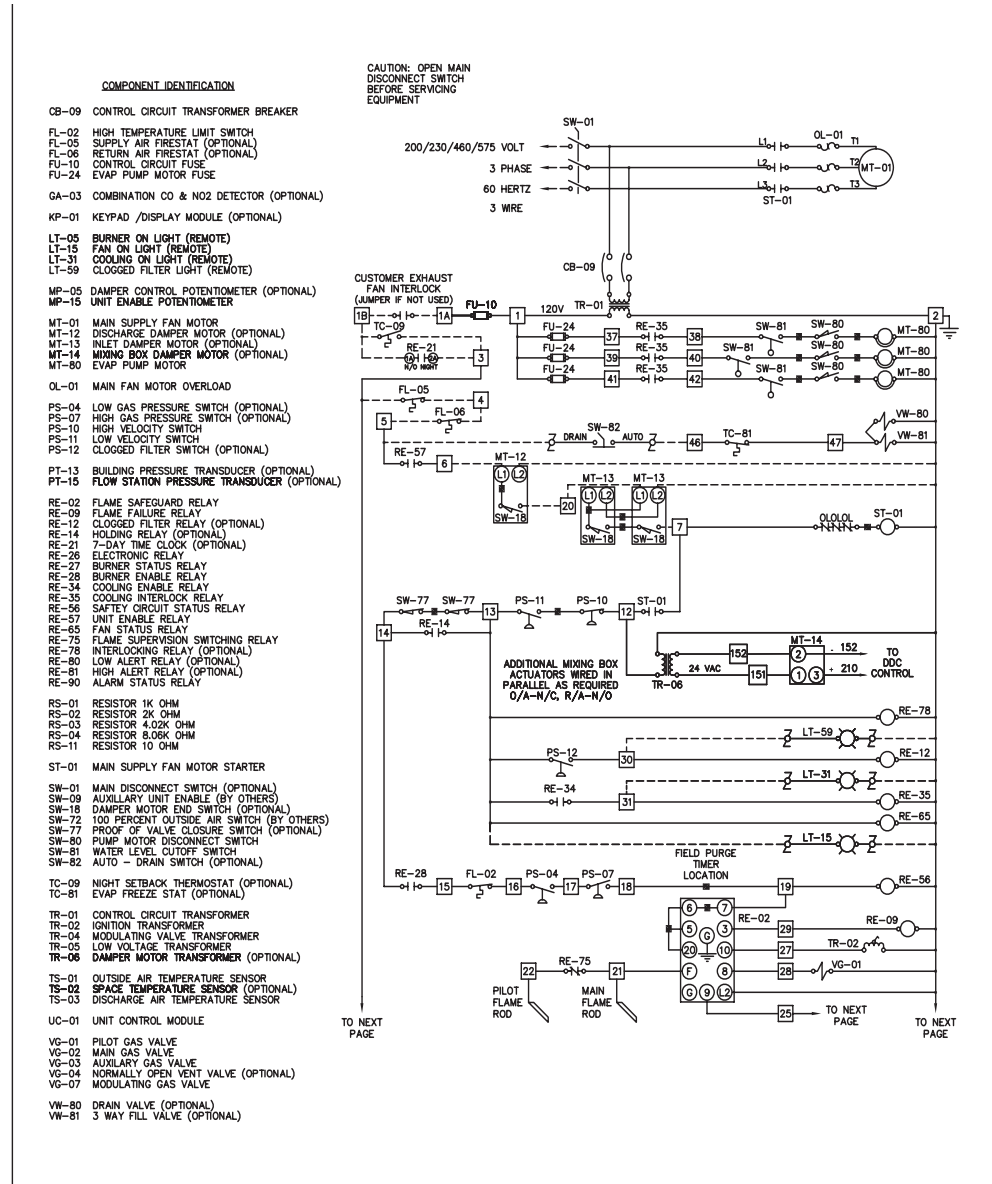 CAUTION: OPEN MAIN
DISCONNECT SWITCH
BEFORE SERVICING
EQUIPMENT
COMPONENT IDENTIFICATION
CB-09 CONTROL CIRCUIT TRANSFORMER BREAKER
FL-02 HIGH TEMPERATURE LIMIT SWITCH
FL-05 SUPPLY AIR FIRESTAT (OPTIONAL)
FL-06 RETURN AIR FIRESTAT (OPTIONAL)
FU-10 CONTROL CIRCUIT FUSE
FU-24 EVAP PUMP MOTOR FUSE
GA-03 COMBINATION CO & NO2 DETECTOR (OPTIONAL)
KP-01 KEYPAD /DISPLAY MODULE (OPTIONAL)
LT-05 BURNER ON LIGHT (REMOTE)
LT-15 FAN ON LIGHT (REMOTE)
LT-31 COOLING ON LIGHT (REMOTE)
LT-59 CLOGGED FILTER LIGHT (REMOTE)
MP-05 DAMPER CONTROL POTENTIOMETER (OPTIONAL)
MP-15 UNIT ENABLE POTENTIOMETER
MT-01 MAIN SUPPLY FAN MOTOR
MT-12 DISCHARGE DAMPER MOTOR (OPTIONAL)
MT-13 INLET DAMPER MOTOR (OPTIONAL)
MT-14 MIXING BOX DAMPER MOTOR (OPTIONAL)
MT-80 EVAP PUMP MOTOR
OL-01 MAIN FAN MOTOR OVERLOAD
PS-04 LOW GAS PRESSURE SWITCH (OPTIONAL)
PS-07 HIGH GAS PRESSURE SWITCH (OPTIONAL)
PS-10 HIGH VELOCITY SWITCH
PS-11 LOW VELOCITY SWITCH
PS-12 CLOGGED FILTER SWITCH (OPTIONAL)
PT-13 BUILDING PRESSURE TRANSDUCER (OPTIONAL)
PT-15 FLOW STATION PRESSURE TRANSDUCER (OPTIONAL)
RE-02 FLAME SAFEGUARD RELAY
RE-09 FLAME FAILURE RELAY
RE-12 CLOGGED FILTER RELAY (OPTIONAL)
RE-14 HOLDING RELAY (OPTIONAL)
RE-21 7-DAY TIME CLOCK (OPTIONAL)
RE-26 ELECTRONIC RELAY
RE-27 BURNER STATUS RELAY
RE-28 BURNER ENABLE RELAY
RE-34 COOLING ENABLE RELAY
RE-35 COOLING INTERLOCK RELAY
RE-56 SAFTEY CIRCUIT STATUS RELAY
RE-57 UNIT ENABLE RELAY
RE-65 FAN STATUS RELAY
RE-75 FLAME SUPERVISION SWITCHING RELAY
RE-78 INTERLOCKING RELAY (OPTIONAL)
RE-80 LOW ALERT RELAY (OPTIONAL)
RE-81 HIGH ALERT RELAY (OPTIONAL)
RE-90 ALARM STATUS RELAY
RS-01 RESISTOR 1K OHM
RS-02 RESISTOR 2K OHM
RS-03 RESISTOR 4.02K OHM
RS-04 RESISTOR 8.06K OHM
RS-11 RESISTOR 10 OHM
ST-01 MAIN SUPPLY FAN MOTOR STARTER
SW-01 MAIN DISCONNECT SWITCH (OPTIONAL)
SW-09 AUXILLARY UNIT ENABLE (BY OTHERS)
SW-18 DAMPER MOTOR END SWITCH (OPTIONAL)
SW-72 100 PERCENT OUTSIDE AIR SWITCH (BY OTHERS)
SW-77 PROOF OF VALVE CLOSURE SWITCH (OPTIONAL)
SW-80 PUMP MOTOR DISCONNECT SWITCH
SW-81 WATER LEVEL CUTOFF SWITCH
SW-82 AUTO - DRAIN SWITCH (OPTIONAL)
TC-09 NIGHT SETBACK THERMOSTAT (OPTIONAL)
TC-81 EVAP FREEZE STAT (OPTIONAL)
TR-01 CONTROL CIRCUIT TRANSFORMER
TR-02 IGNITION TRANSFORMER
TR-04 MODULATING VALVE TRANSFORMER
TR-05 LOW VOLTAGE TRANSFORMER
TR-06 DAMPER MOTOR TRANSFORMER (OPTIONAL)
TS-01 OUTSIDE AIR TEMPERATURE SENSOR
TS-02 SPACE TEMPERATURE SENSOR (OPTIONAL)
TS-03 DISCHARGE AIR TEMPERATURE SENSOR
UC-01 UNIT CONTROL MODULE
VG-01 PILOT GAS VALVE
VG-02 MAIN GAS VALVE
VG-03 AUXILARY GAS VALVE
VG-04 NORMALLY OPEN VENT VALVE (OPTIONAL)
VG-07 MODULATING GAS VALVE
VW-80 DRAIN VALVE (OPTIONAL)
VW-81 3 WAY FILL VALVE (OPTIONAL)
SW-01
200/230/460/575 VOLT L1 OL-01 T1
3 PHASE L2 T2 MT-01
60 HERTZ L3 T3
3 WIRE ST-01
CB-09
CUSTOMER EXHAUST
FAN INTERLOCK
(JUMPER IF NOT USED)
1B 1A FU-10 1 120V TR-01 2
TC-09
RE-21
1A 2A
N/O NIGHT
3
FU-24 37 RE-35 38 SW-81 SW-80 MT-80
FU-24 39 RE-35 40 SW-81 SW-80 MT-80
FU-24 41 RE-35 42 SW-81 SW-80 MT-80
FL-05
4
FL-06
5
SW-82
DRAIN AUTO 46 TC-81 47 VW-80
VW-81
RE-57
6
MT-12 MT-13 MT-13
L1 L2 L1 L2 L1 L2
20
SW-18 SW-18 SW-18
7 OLOLOL ST-01
SW-77 SW-77 13 PS-11 PS-10 12 ST-01
14 RE-14
ADDITIONAL MIXING BOX
ACTUATORS WIRED IN
PARALLEL AS REQUIRED
O/A-N/C, R/A-N/O
TR-06 24 VAC
152 MT-14 - 152
2
151 1 3 + 210
TO
DDC
CONTROL
RE-78
LT-59
PS-12 30 RE-12
LT-31
RE-34 31 RE-35
RE-65
LT-15
FIELD PURGE
TIMER
LOCATION
RE-28 15 FL-02 16 PS-04 17 PS-07 18 19 RE-56
6 7 RE-02
5 G 3 29 RE-09
20 10 27 TR-02
22 RE-75 21 F 8 28 VG-01
G 9 L2
PILOT
FLAME
ROD
MAIN
FLAME
ROD
25 TO NEXT
PAGE
TO NEXT
PAGE
TO NEXT
PAGE